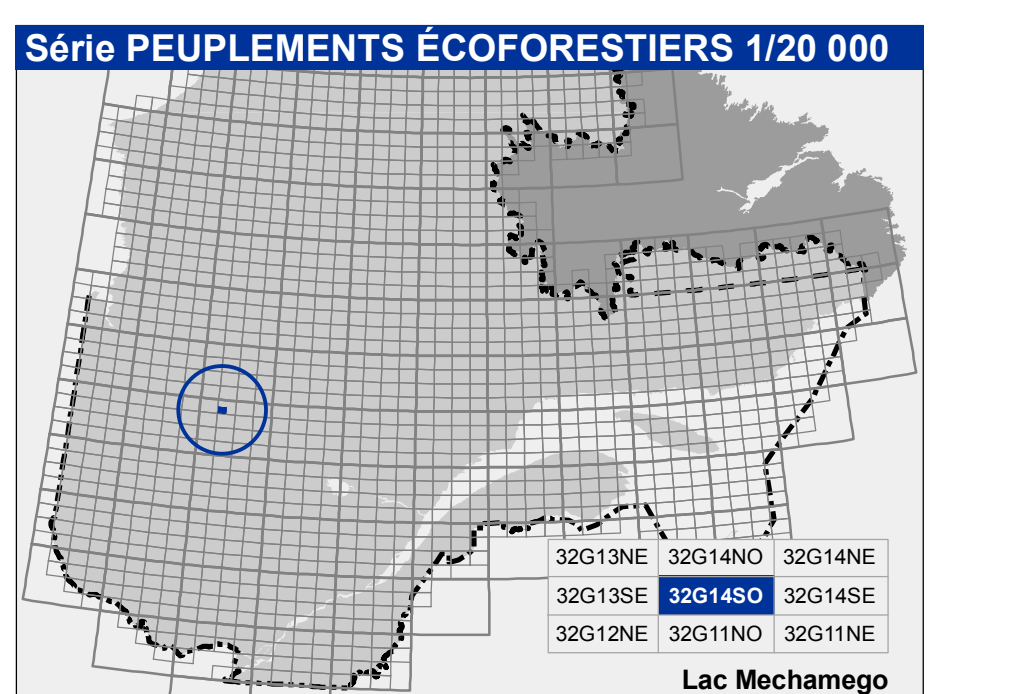 Série PEUPLEMENTS ÉCOFORESTIERS 1/20 000
32G13NE 32G14NO 32G14NE
32G13SE 32G14SO 32G14SE
32G12NE 32G11NO 32G11NE
Lac Mechamego